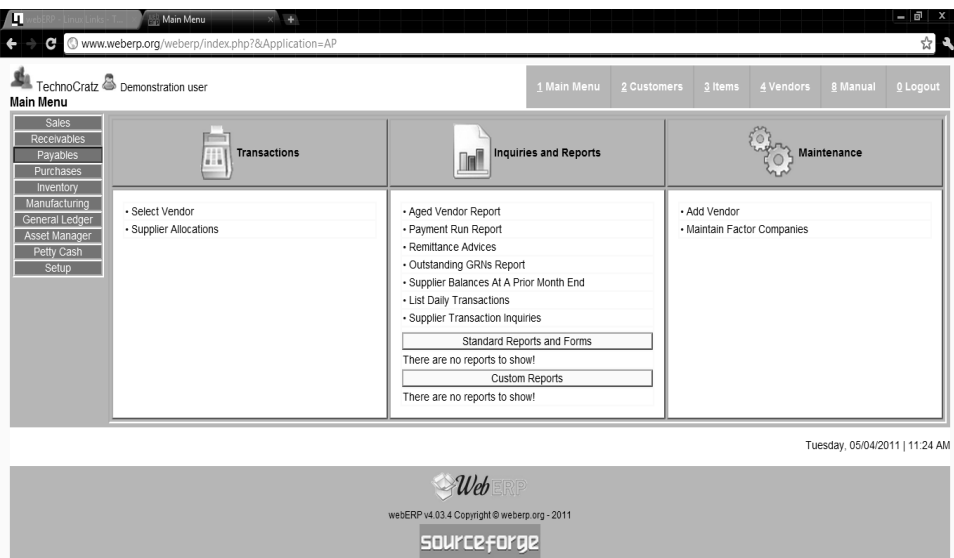 webERP - Linux Links - T...
Main Menu
www.weberp.org/weberp/index.php?&Application=AP
TechnoCratz Demonstration user
1 Main Menu 2 Customers 3 Items 4 Vendors 8 Manual 0 Logout
Main Menu
Sales
Receivables
Payables
Purchases
Inventory
Manufacturing
General Ledger
Asset Manager
Petty Cash
Setup
Transactions
• Select Vendor
• Supplier Allocations
Inquiries and Reports
• Aged Vendor Report
• Payment Run Report
• Remittance Advices
• Outstanding GRNs Report
• Supplier Balances At A Prior Month End
• List Daily Transactions
• Supplier Transaction Inquiries
Standard Reports and Forms
There are no reports to show!
Custom Reports
There are no reports to show!
Maintenance
• Add Vendor
• Maintain Factor Companies
Tuesday, 05/04/2011 | 11:24 AM
WebERP
webERP v4.03.4 Copyright © weberp.org - 2011
sourceforge